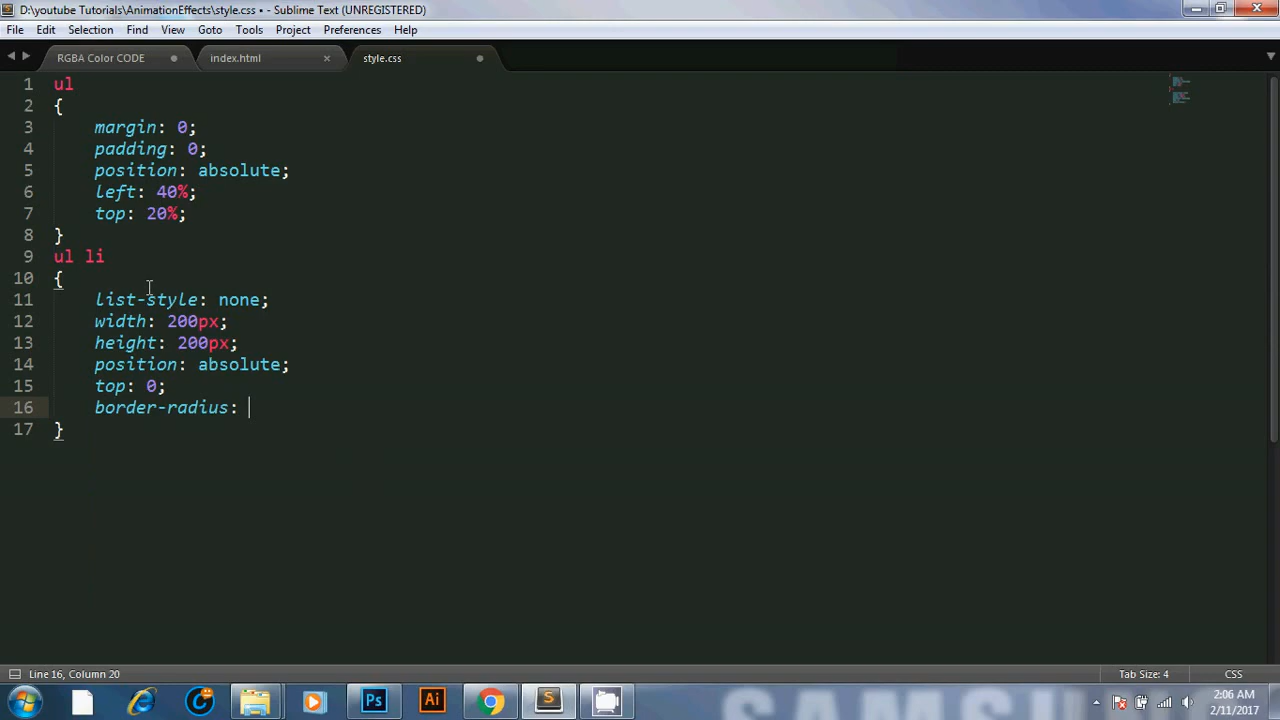 D:\youtube Tutorials\AnimationEffects\style.css • - Sublime Text (UNREGISTERED)
File Edit Selection Find View Goto Tools Project Preferences Help
RGBA Color CODE index.html style.css
1 ul
2 {
3 margin: 0;
4 padding: 0;
5 position: absolute;
6 left: 40%;
7 top: 20%;
8 }
9 ul li
10 {
11 list-style: none;
12 width: 200px;
13 height: 200px;
14 position: absolute;
15 top: 0;
16 border-radius:
17 }
Line 16, Column 20 Tab Size: 4 CSS
Ps Ai S
2:06 AM
2/11/2017